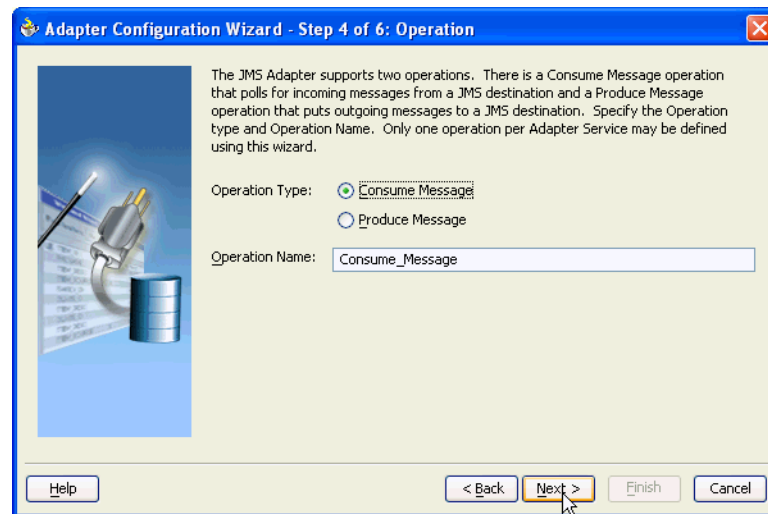 Adapter Configuration Wizard - Step 4 of 6: Operation
The JMS Adapter supports two operations. There is a Consume Message operation
that polls for incoming messages from a JMS destination and a Produce Message
operation that puts outgoing messages to a JMS destination. Specify the Operation
type and Operation Name. Only one operation per Adapter Service may be defined
using this wizard.
Operation Type:
Consume Message
Produce Message
Operation Name:
Consume_Message
Help
< Back
Next >
Finish
Cancel